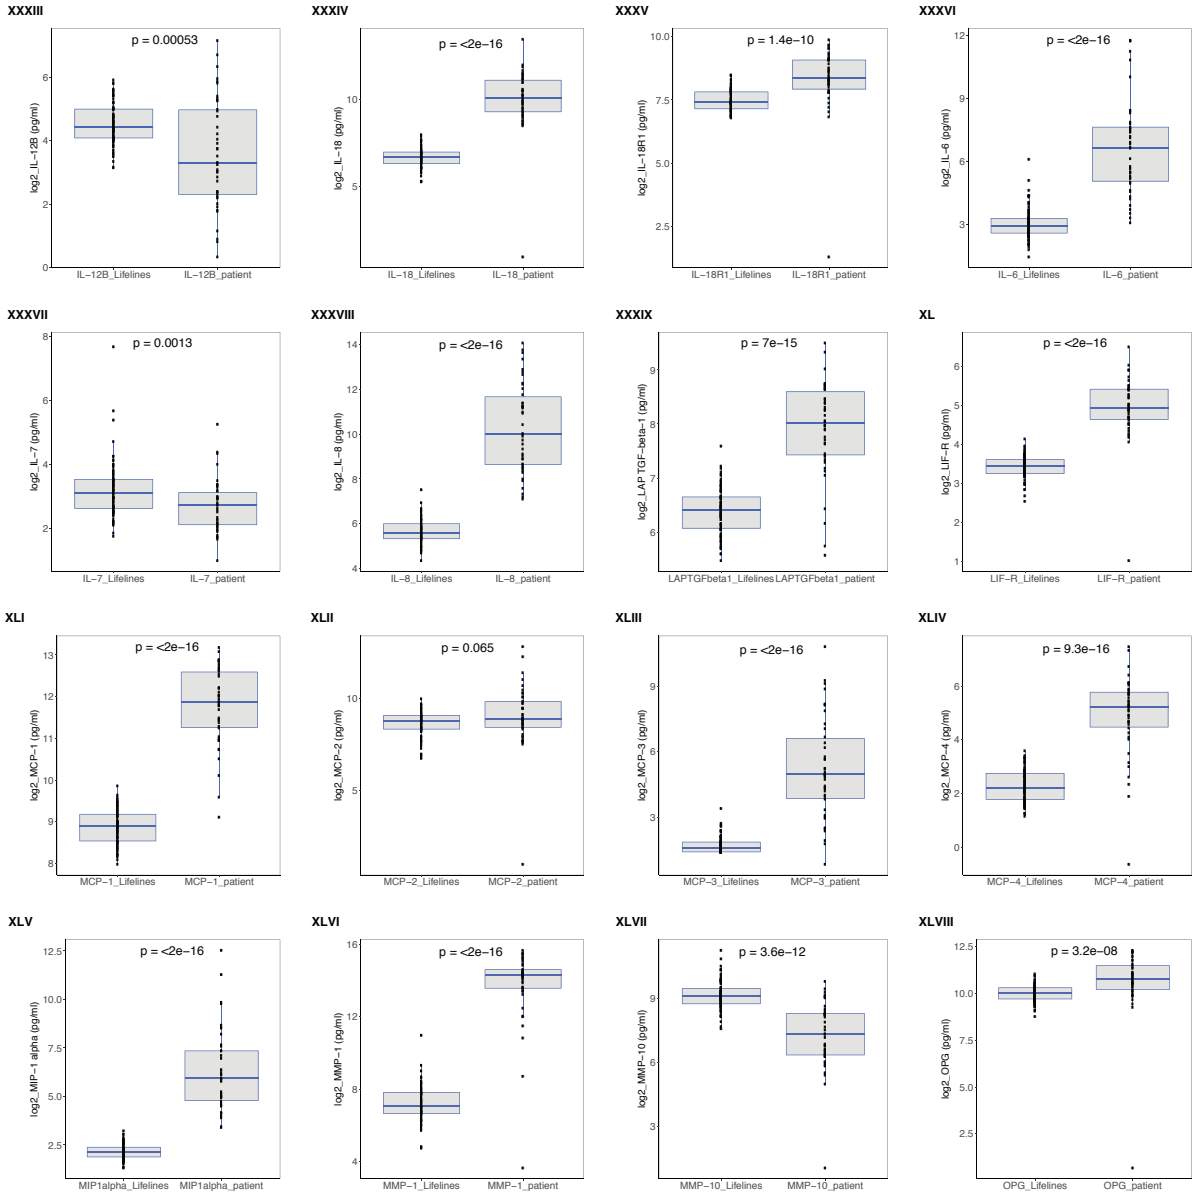 XXXIII
p = 0.00053
log2_IL−12B (pg/ml)
6
4
2
0
IL−12B_Lifelines IL−12B_patient
XXXIV
p = <2e−16
log2_IL−18 (pg/ml)
10
5
IL−18_Lifelines IL−18_patient
XXXV
p = 1.4e−10
log2_IL−18R1 (pg/ml)
10.0
7.5
5.0
2.5
IL−18R1_Lifelines IL−18R1_patient
XXXVI
p = <2e−16
log2_IL−6 (pg/ml)
12
9
6
3
IL−6_Lifelines IL−6_patient
XXXVII
p = 0.0013
log2_IL−7 (pg/ml)
8
6
4
2
IL−7_Lifelines IL−7_patient
XXXVIII
p = <2e−16
log2_IL−8 (pg/ml)
14
12
10
8
6
4
IL−8_Lifelines IL−8_patient
XXXIX
p = 7e−15
log2_LAP TGF−beta−1 (pg/ml)
9
8
7
6
LAPTGFbeta1_Lifelines LAPTGFbeta1_patient
XL
p = <2e−16
log2_LIF−R (pg/ml)
6
5
4
3
2
1
LIF−R_Lifelines LIF−R_patient
XLI
p = <2e−16
log2_MCP−1 (pg/ml)
13
12
11
10
9
8
MCP−1_Lifelines MCP−1_patient
XLII
p = 0.065
log2_MCP−2 (pg/ml)
10
5
MCP−2_Lifelines MCP−2_patient
XLIII
p = <2e−16
log2_MCP−3 (pg/ml)
9
6
3
MCP−3_Lifelines MCP−3_patient
XLIV
p = 9.3e−16
log2_MCP−4 (pg/ml)
6
4
2
0
MCP−4_Lifelines MCP−4_patient
XLV
p = <2e−16
log2_MIP−1 alpha (pg/ml)
12.5
10.0
7.5
5.0
2.5
MIP1alpha_Lifelines MIP1alpha_patient
XLVI
p = <2e−16
log2_MMP−1 (pg/ml)
16
12
8
4
MMP−1_Lifelines MMP−1_patient
XLVII
p = 3.6e−12
log2_MMP−10 (pg/ml)
9
6
3
MMP−10_Lifelines MMP−10_patient
XLVIII
p = 3.2e−08
log2_OPG (pg/ml)
12.5
10.0
7.5
5.0
2.5
OPG_Lifelines OPG_patient